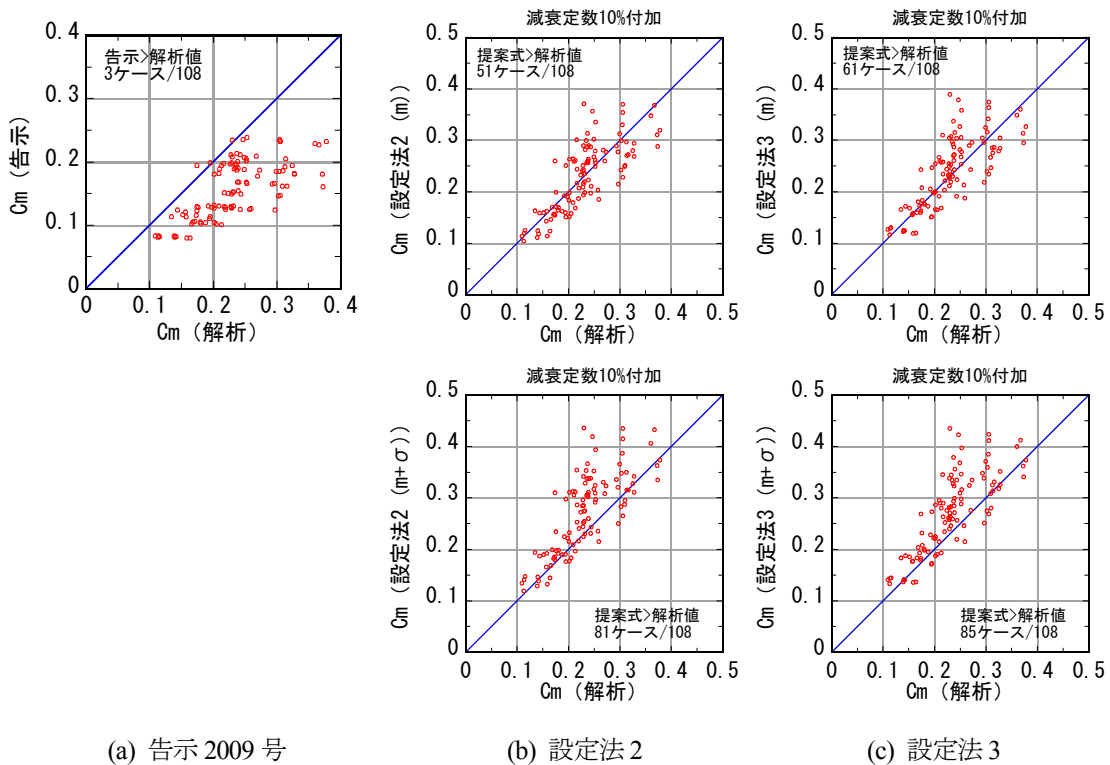 告示>解析値
3ケース/108
0.4
0.3
0.2
0.1
0
Cm (告示)
0
0.1
0.2
0.3
0.4
Cm (解析)
減衰定数10%付加
提案式>解析値
51ケース/108
0.5
0.4
0.3
0.2
0.1
0
Cm (設定法2 (m))
0
0.1
0.2
0.3
0.4
0.5
Cm (解析)
減衰定数10%付加
提案式>解析値
61ケース/108
0.5
0.4
0.3
0.2
0.1
0
Cm (設定法3 (m))
0
0.1
0.2
0.3
0.4
0.5
Cm (解析)
減衰定数10%付加
0.5
0.4
0.3
0.2
0.1
0
Cm (設定法2 (m+σ))
提案式>解析値
81ケース/108
0
0.1
0.2
0.3
0.4
0.5
Cm (解析)
減衰定数10%付加
0.5
0.4
0.3
0.2
0.1
0
Cm (設定法3 (m+σ))
提案式>解析値
85ケース/108
0
0.1
0.2
0.3
0.4
0.5
Cm (解析)
(a) 告示 2009 号
(b) 設定法 2
(c) 設定法 3